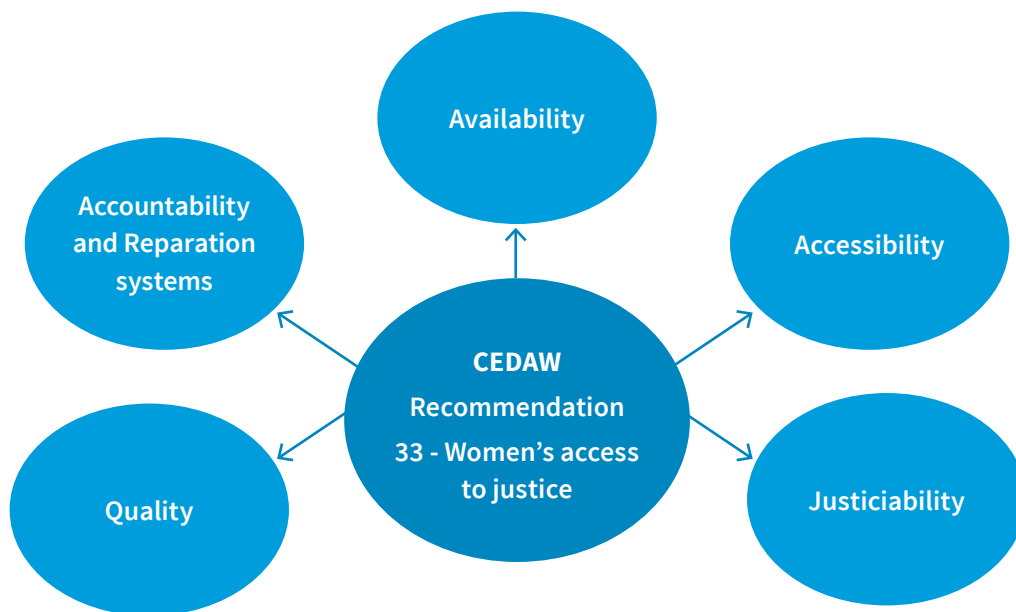 Availability
Accountability
and Reparation
systems
Accessibility
CEDAW
Recommendation
33 - Women’s access
to justice
Quality
Justiciability